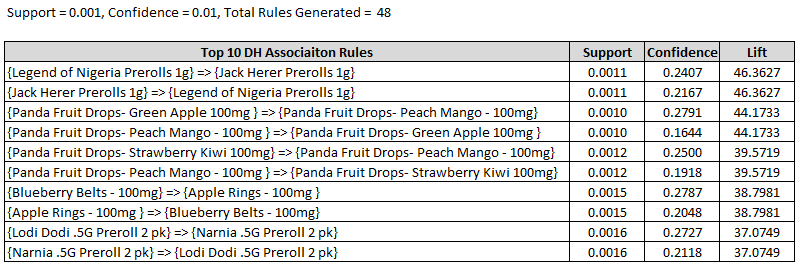 Support = 0.001, Confidence = 0.01, Total Rules Generated = 48
Top 10 DH Associaiton Rules Support Confidence Lift
{Legend of Nigeria Prerolls 1g} => {Jack Herer Prerolls 1g} 0.0011 0.2407 46.3627
{Jack Herer Prerolls 1g} => {Legend of Nigeria Prerolls 1g} 0.0011 0.2167 46.3627
{Panda Fruit Drops- Green Apple 100mg } => {Panda Fruit Drops- Peach Mango - 100mg} 0.0010 0.2791 44.1733
{Panda Fruit Drops- Peach Mango - 100mg } => {Panda Fruit Drops- Green Apple 100mg } 0.0010 0.1644 44.1733
{Panda Fruit Drops- Strawberry Kiwi 100mg} => {Panda Fruit Drops- Peach Mango - 100mg} 0.0012 0.2500 39.5719
{Panda Fruit Drops- Peach Mango - 100mg } => {Panda Fruit Drops- Strawberry Kiwi 100mg} 0.0012 0.1918 39.5719
{Blueberry Belts - 100mg} => {Apple Rings - 100mg } 0.0015 0.2787 38.7981
{Apple Rings - 100mg } => {Blueberry Belts - 100mg} 0.0015 0.2048 38.7981
{Lodi Dodi .5G Preroll 2 pk} => {Narnia .5G Preroll 2 pk} 0.0016 0.2727 37.0749
{Narnia .5G Preroll 2 pk} => {Lodi Dodi .5G Preroll 2 pk} 0.0016 0.2118 37.0749